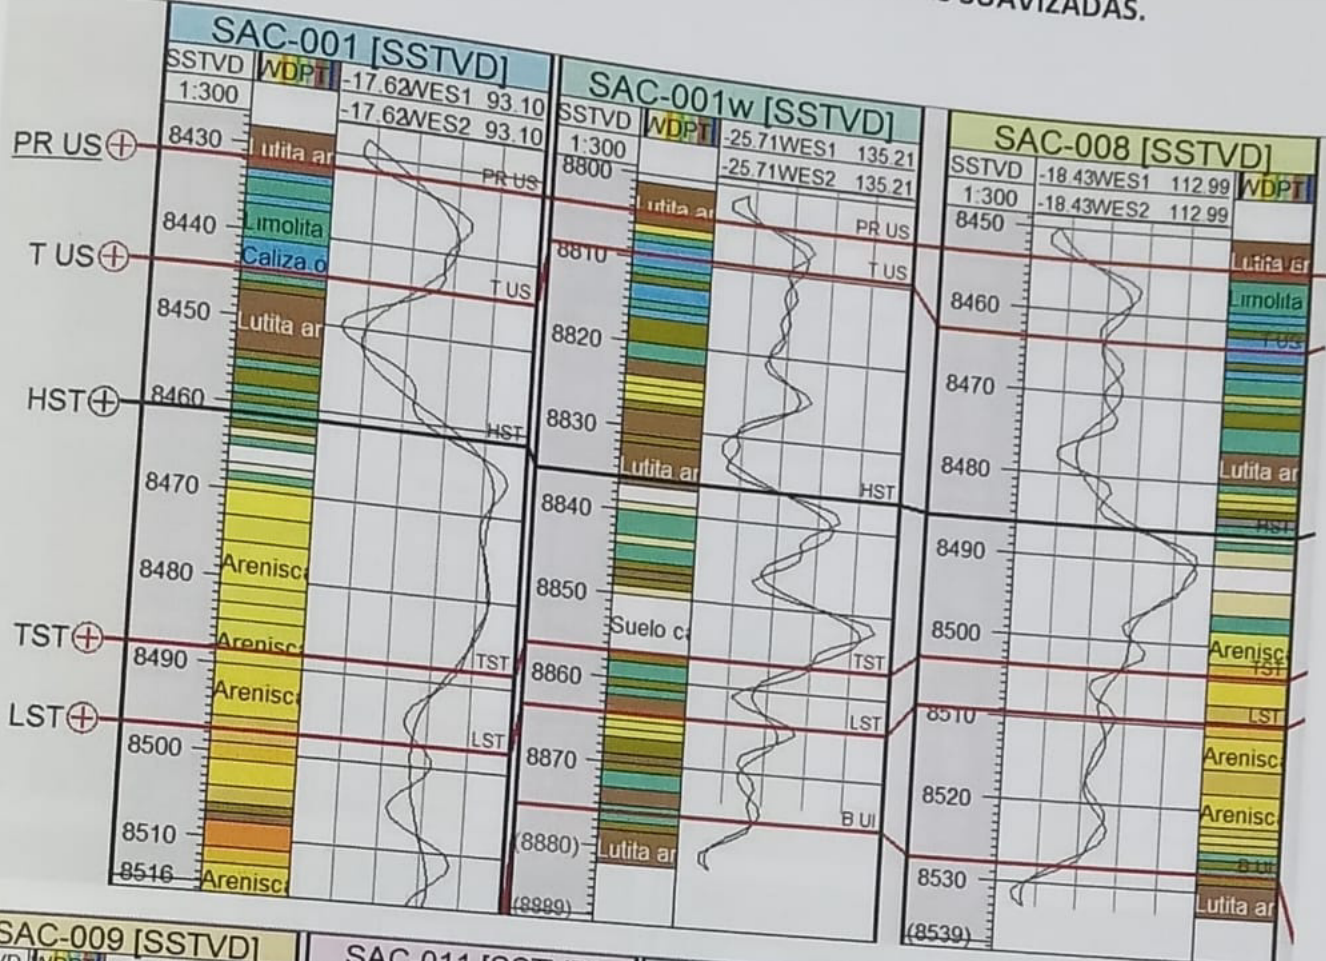 SUAVIZADAS.
SAC-001 [SSTVD]
SSTVD WDPT -17.62WES1 93.10
1:300 -17.62WES2 93.10
PR US 8430 Lutita ar PR US
8440 Limolita
T US Caliza.o T US
8450 Lutita ar
HST 8460 HST
8470
8480 Arenisca
TST Arenisca TST
8490 Arenisca
LST LST
8500
8510
8516 Arenisca
SAC-001w [SSTVD]
SSTVD WDPT -25.71WES1 135.21
1:300 -25.71WES2 135.21
8800
Lutita ar PR US
8810 T US
8820
8830
Lutita ar HST
8840
8850
Suelo ca TST
8860
LST
8870
B UI
(8880) Lutita ar
(8889)
SAC-008 [SSTVD]
SSTVD -18.43WES1 112.99 WDPT
1:300 -18.43WES2 112.99
8450
8460 Limolita
T US
8470
8480 Lutita ar
HST
8490
8500 Arenisca
TST
8510 LST
Arenisca
8520 Arenisca
B UI
8530 Lutita ar
(8539)
SAC-009 [SSTVD]
WDPT